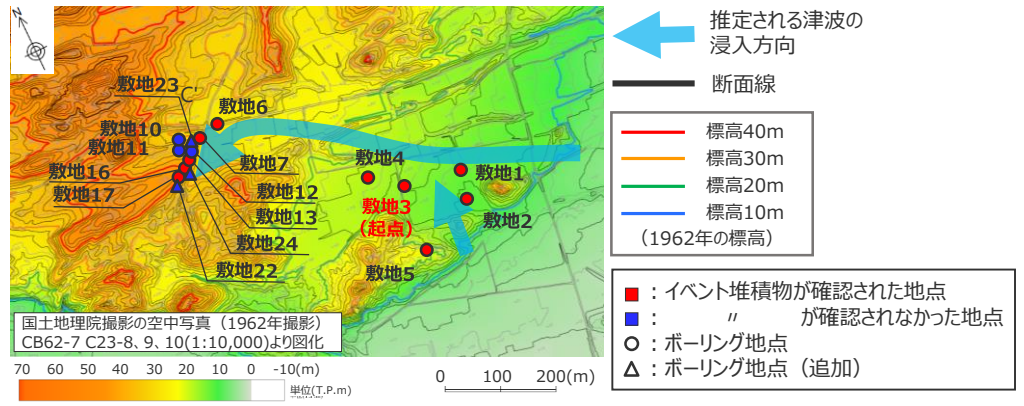 N
敷地23
C'
敷地6
敷地10
敷地11
敷地16
敷地17
敷地7
敷地12
敷地13
敷地24
敷地22
敷地4
敷地3
(起点)
敷地1
敷地2
敷地5
国土地理院撮影の空中写真(1962年撮影)
CB62-7 C23-8、9、10(1:10,000)より図化
70 60 50 40 30 20 10 0 -10(m)
単位(T.P.m)
0 100 200(m)
推定される津波の
浸入方向
断面線
標高40m
標高30m
標高20m
標高10m
(1962年の標高)
■:イベント堆積物が確認された地点
■: 〃 が確認されなかった地点
○:ボーリング地点
△:ボーリング地点(追加)